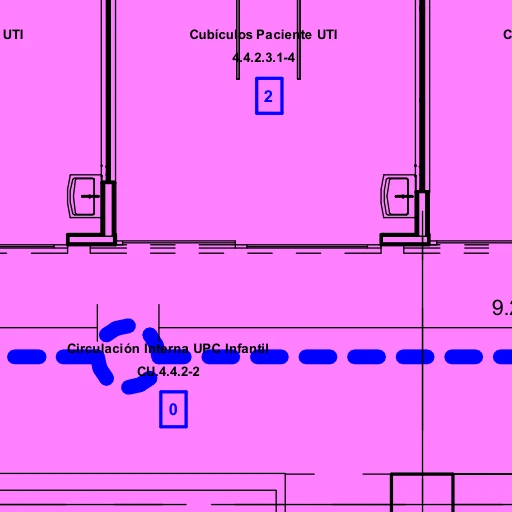 UTI
Cubículos Paciente UTI
C
4.4.2.3.1-4
2
9.2
Circulación Interna UPC Infantil
CU.4.4.2-2
0